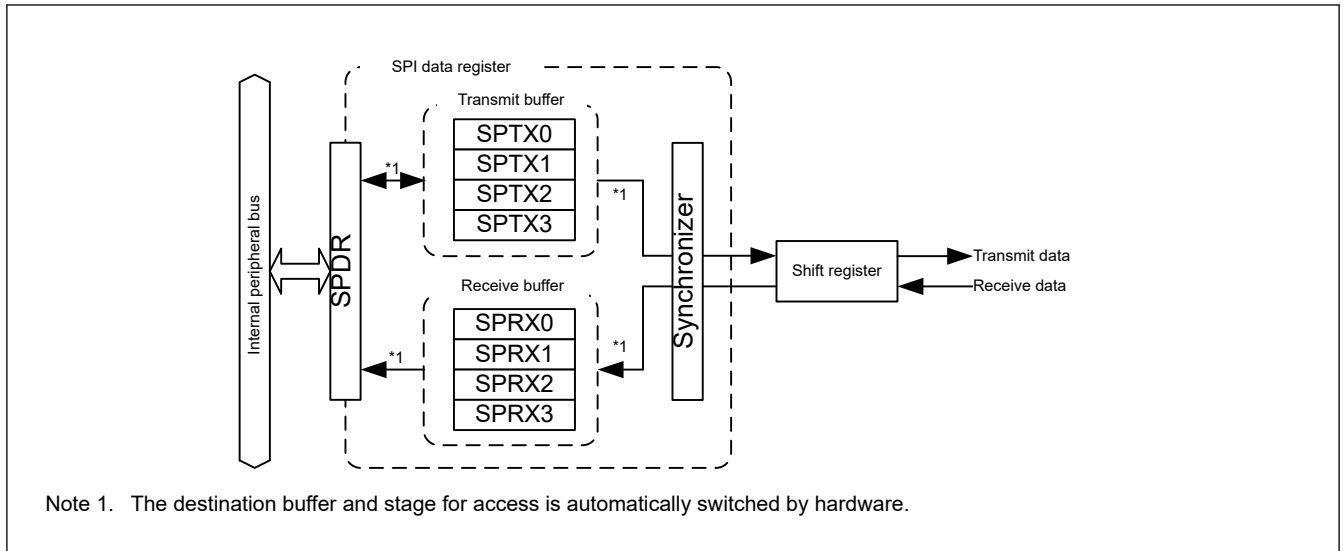 SPI data register
Transmit buffer
SPTX0
SPTX1
SPTX2
SPTX3
*1
*1
Internal peripheral bus
SPDR
Synchronizer
Shift register
Transmit data
Receive data
Receive buffer
SPRX0
SPRX1
SPRX2
SPRX3
*1
*1
Note 1. The destination buffer and stage for access is automatically switched by hardware.